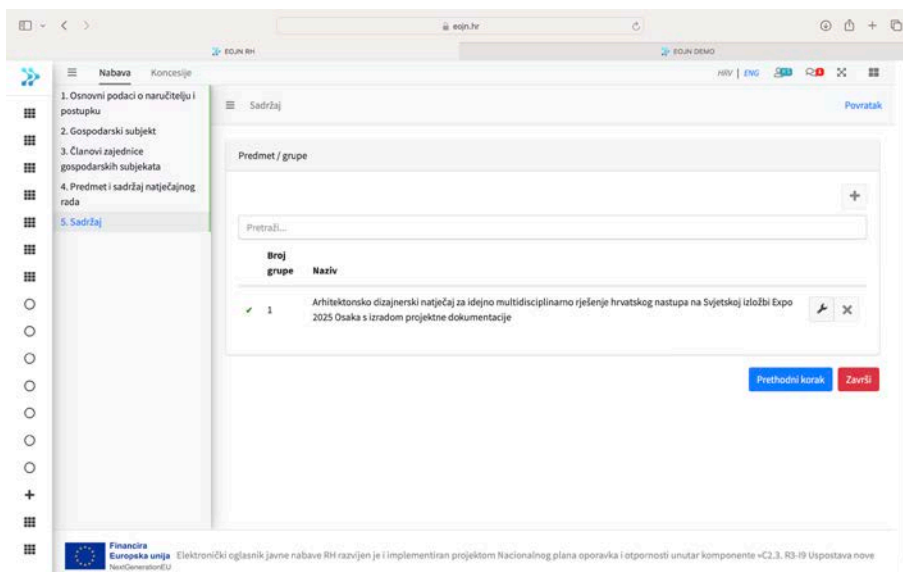 eojn.hr
EOJN RH
EOJN DEMO
Nabava Koncesije
HRV | ENG
1. Osnovni podaci o naručitelju i
postupku
2. Gospodarski subjekt
3. Članovi zajednice
gospodarskih subjekata
4. Predmet i sadržaj natječajnog
rada
5. Sadržaj
Sadržaj
Povratak
Predmet / grupe
Pretraži...
Broj
grupe Naziv
1 Arhitektonsko dizajnerski natječaj za idejno multidisciplinarno rješenje hrvatskog nastupa na Svjetskoj izložbi Expo
2025 Osaka s izradom projektne dokumentacije
Prethodni korak Završi
Financira
Europska unija
NextGenerationEU
Elektronički oglasnik javne nabave RH razvijen je i implementiran projektom Nacionalnog plana oporavka i otpornosti unutar komponente »C2.3. R3-I9 Uspostava nove